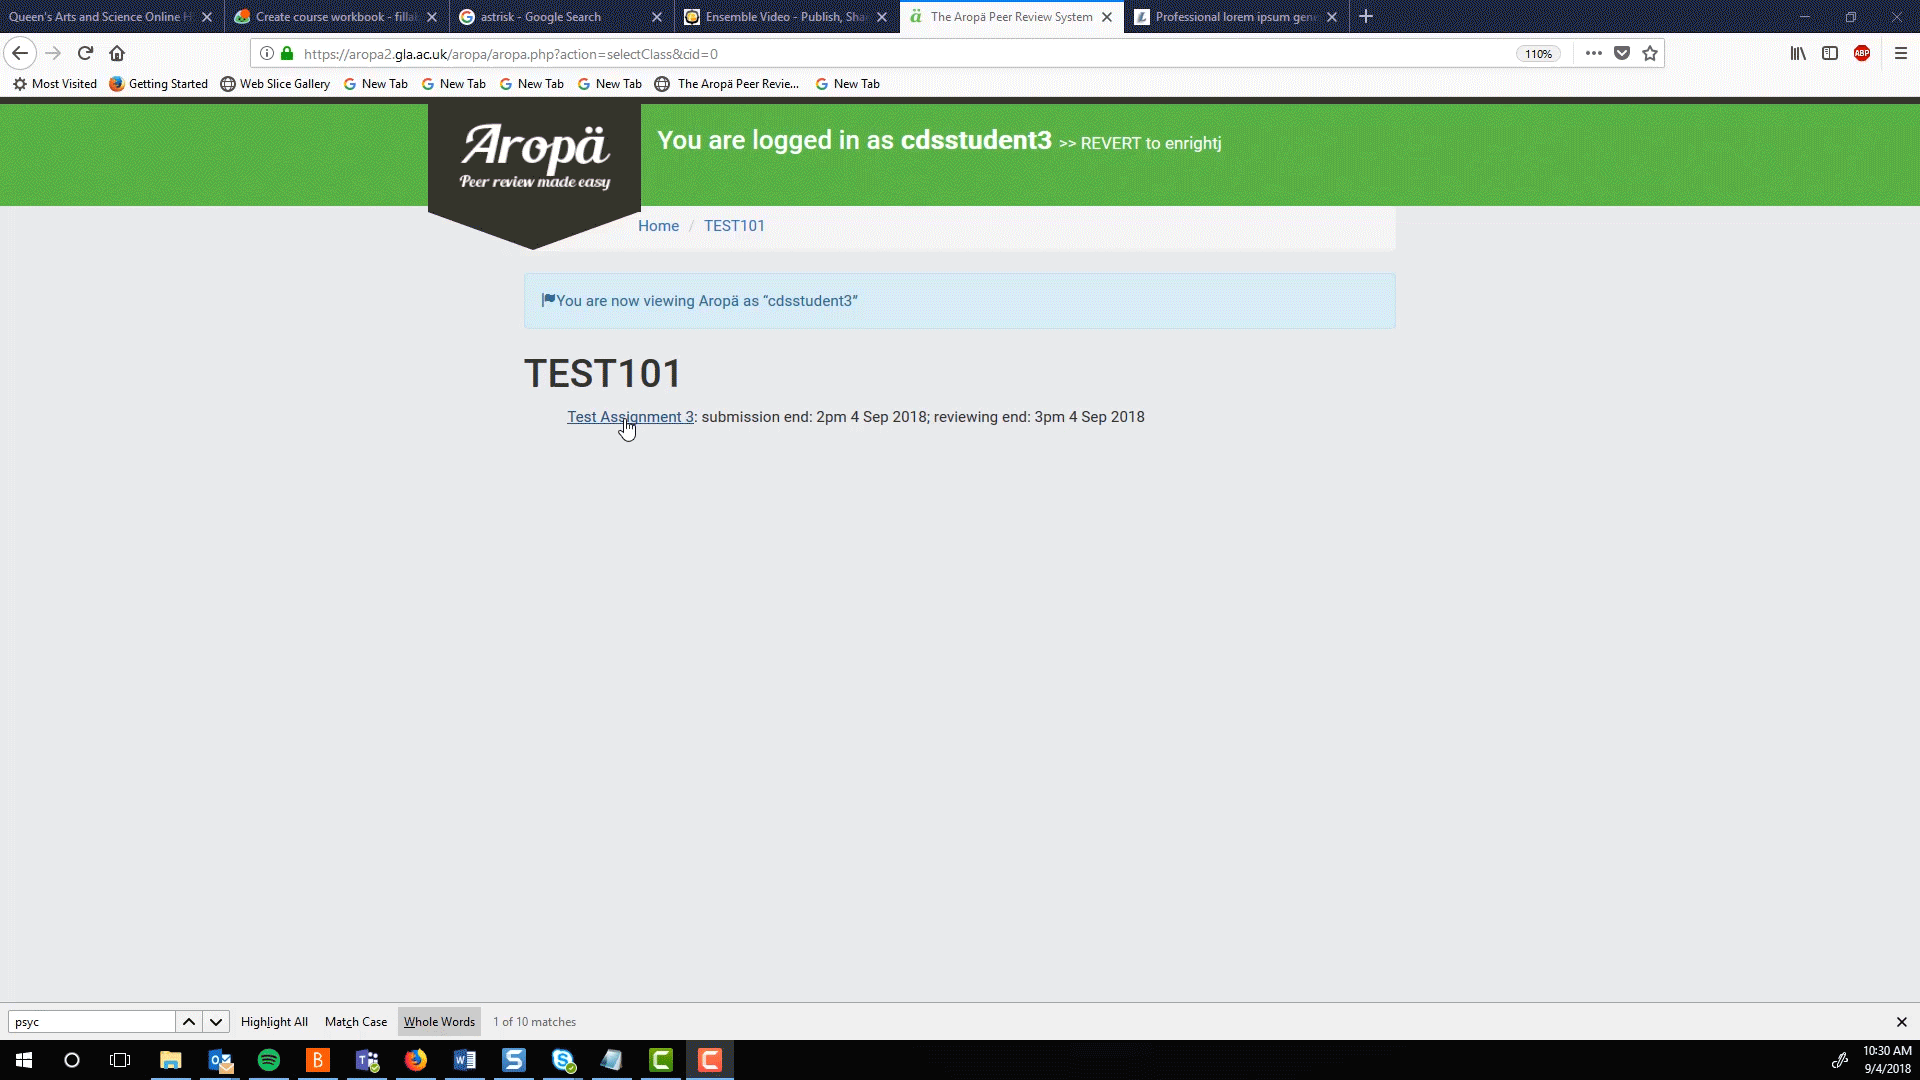 Queen's Arts and Science Online H
Create course workbook - fillal
astrisk - Google Search
Ensemble Video - Publish, Sha
The Aropä Peer Review System
Professional lorem ipsum gene
https://aropa2.gla.ac.uk/aropa/aropa.php?action=selectClass&cid=0
110%
ABP
Most Visited
Getting Started
Web Slice Gallery
New Tab
New Tab
New Tab
New Tab
The Aropä Peer Revie...
New Tab
Aropä
Peer review made easy
You are logged in as cdsstudent3 >> REVERT to enrightj
Home / TEST101
You are now viewing Aropä as “cdsstudent3”
TEST101
Test Assignment 3: submission end: 2pm 4 Sep 2018; reviewing end: 3pm 4 Sep 2018
psyc
Highlight All
Match Case
Whole Words
1 of 10 matches
10:30 AM
9/4/2018